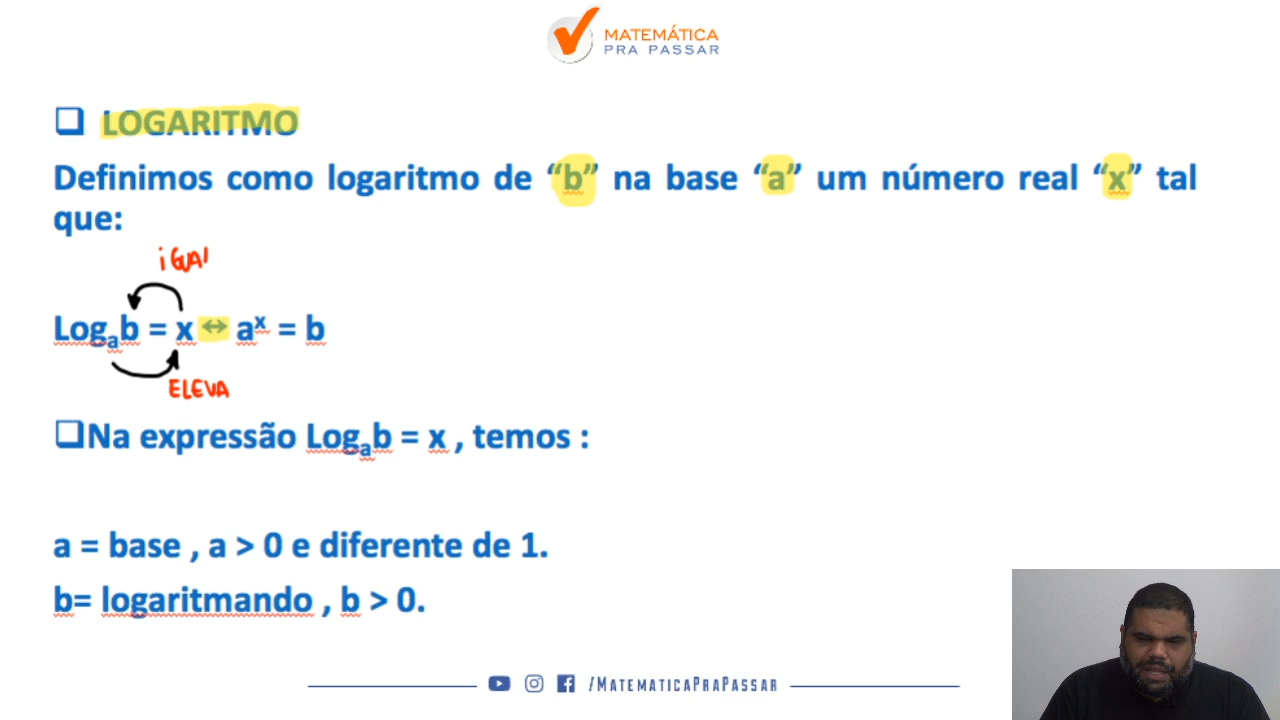 MATEMÁTICA
PRA PASSAR
LOGARITMO
Definimos como logaritmo de “b” na base “a” um número real “x” tal
que:
iGUAl
Logₐb = x ↔ aˣ = b
ELEVA
Na expressão Logₐb = x , temos :
a = base , a > 0 e diferente de 1.
b= logaritmando , b > 0.
/MATEMATICAPRAPASSAR